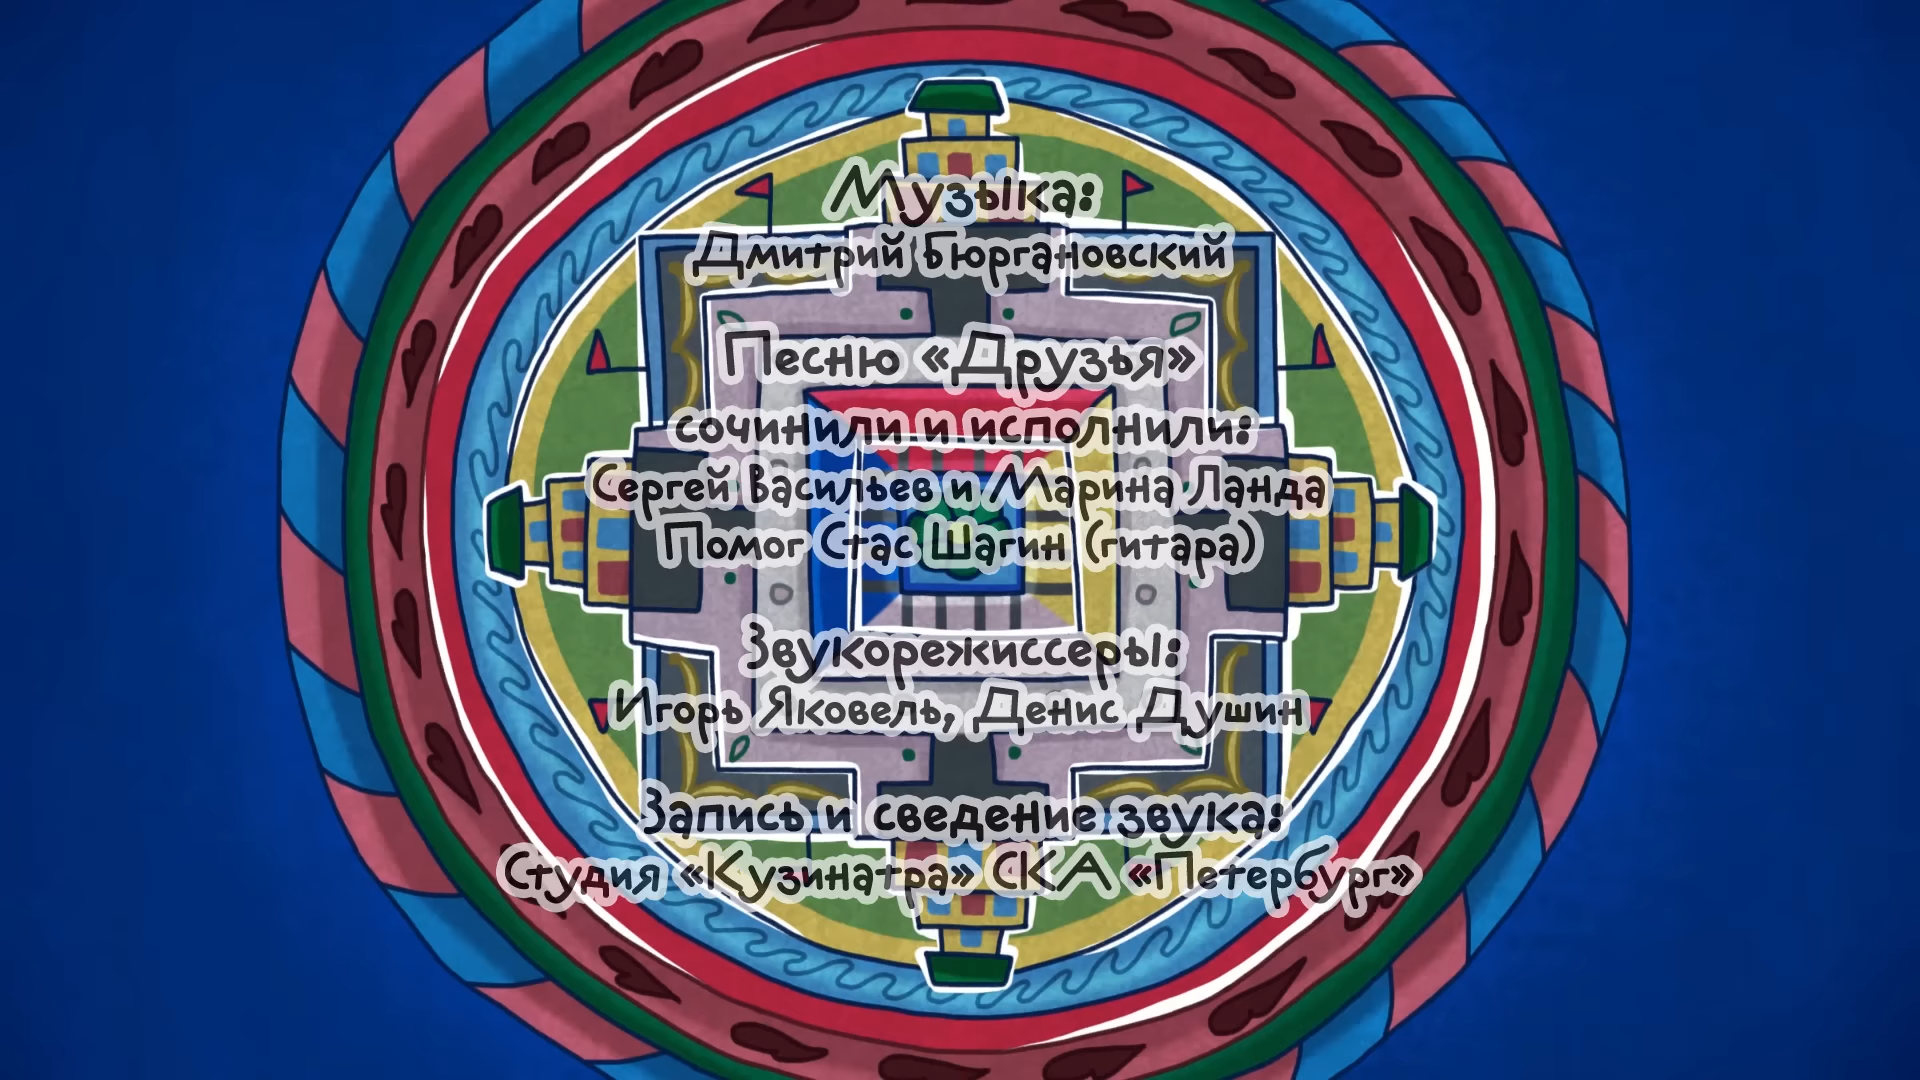 Музыка:
Дмитрий Бюргановский
Песню «Друзья»
сочинили и исполнили:
Сергей Васильев и Марина Ланда
Помог Стас Шагин (гитара)
Звукорежиссеры:
Игорь Яковель, Денис Душин
Запись и сведение звука:
Студия «Кузинатра» СКА «Петербург»